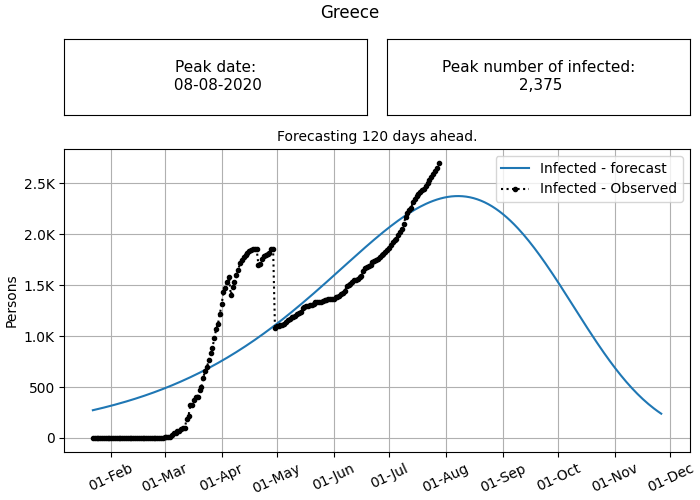 Greece
Peak date:
08-08-2020
Peak number of infected:
2,375
Forecasting 120 days ahead.
Infected - forecast
Infected - Observed
Persons
2.5K
2.0K
1.5K
1.0K
500
0
01-Feb
01-Mar
01-Apr
01-May
01-Jun
01-Jul
01-Aug
01-Sep
01-Oct
01-Nov
01-Dec